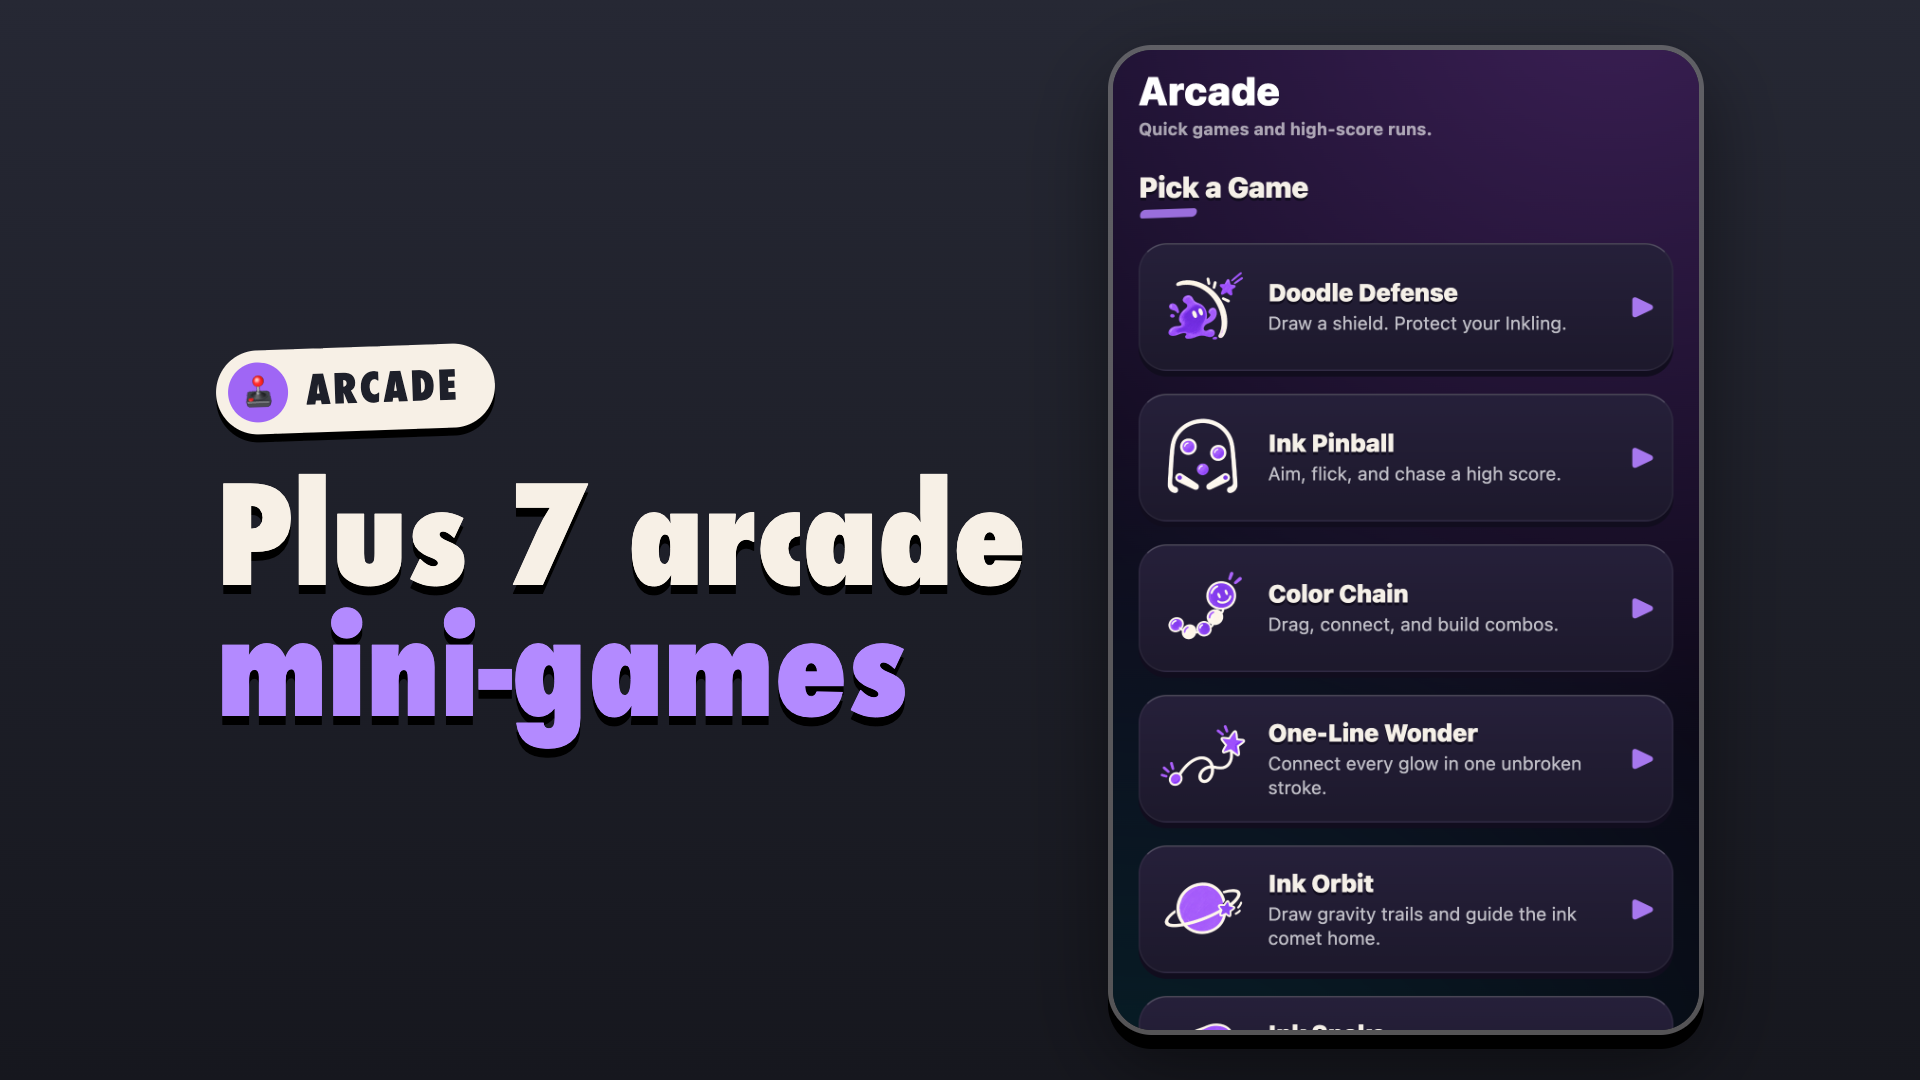 ARCADE
Plus 7 arcade
mini-games
Arcade
Quick games and high-score runs.
Pick a Game
Doodle Defense
Draw a shield. Protect your Inkling.
Ink Pinball
Aim, flick, and chase a high score.
Color Chain
Drag, connect, and build combos.
One-Line Wonder
Connect every glow in one unbroken
stroke.
Ink Orbit
Draw gravity trails and guide the ink
comet home.